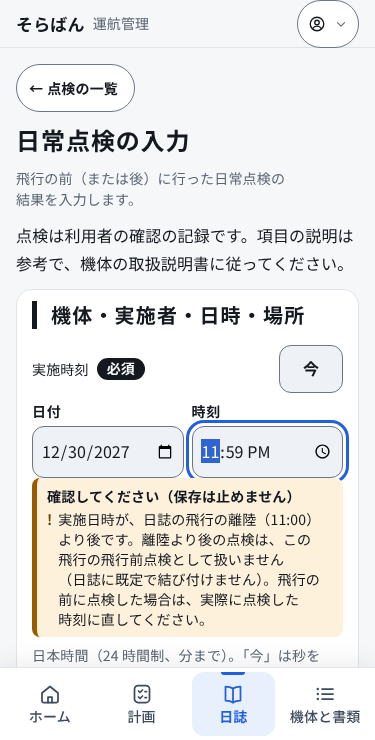 そらばん 運航管理
← 点検の一覧
日常点検の入力
飛行の前（または後）に行った日常点検の
結果を入力します。
点検は利用者の確認の記録です。項目の説明は
参考で、機体の取扱説明書に従ってください。
機体・実施者・日時・場所
実施時刻 必須 今
日付 時刻
12/30/2027 11:59 PM
確認してください（保存は止めません）
! 実施日時が、日誌の飛行の離陸（11:00）
より後です。離陸より後の点検は、この
飛行の飛行前点検として扱いません
（日誌に既定で結び付けません）。飛行の
前に点検した場合は、実際に点検した
時刻に直してください。
日本時間（24 時間制、分まで）。「今」は秒を
ホーム 計画 日誌 機体と書類